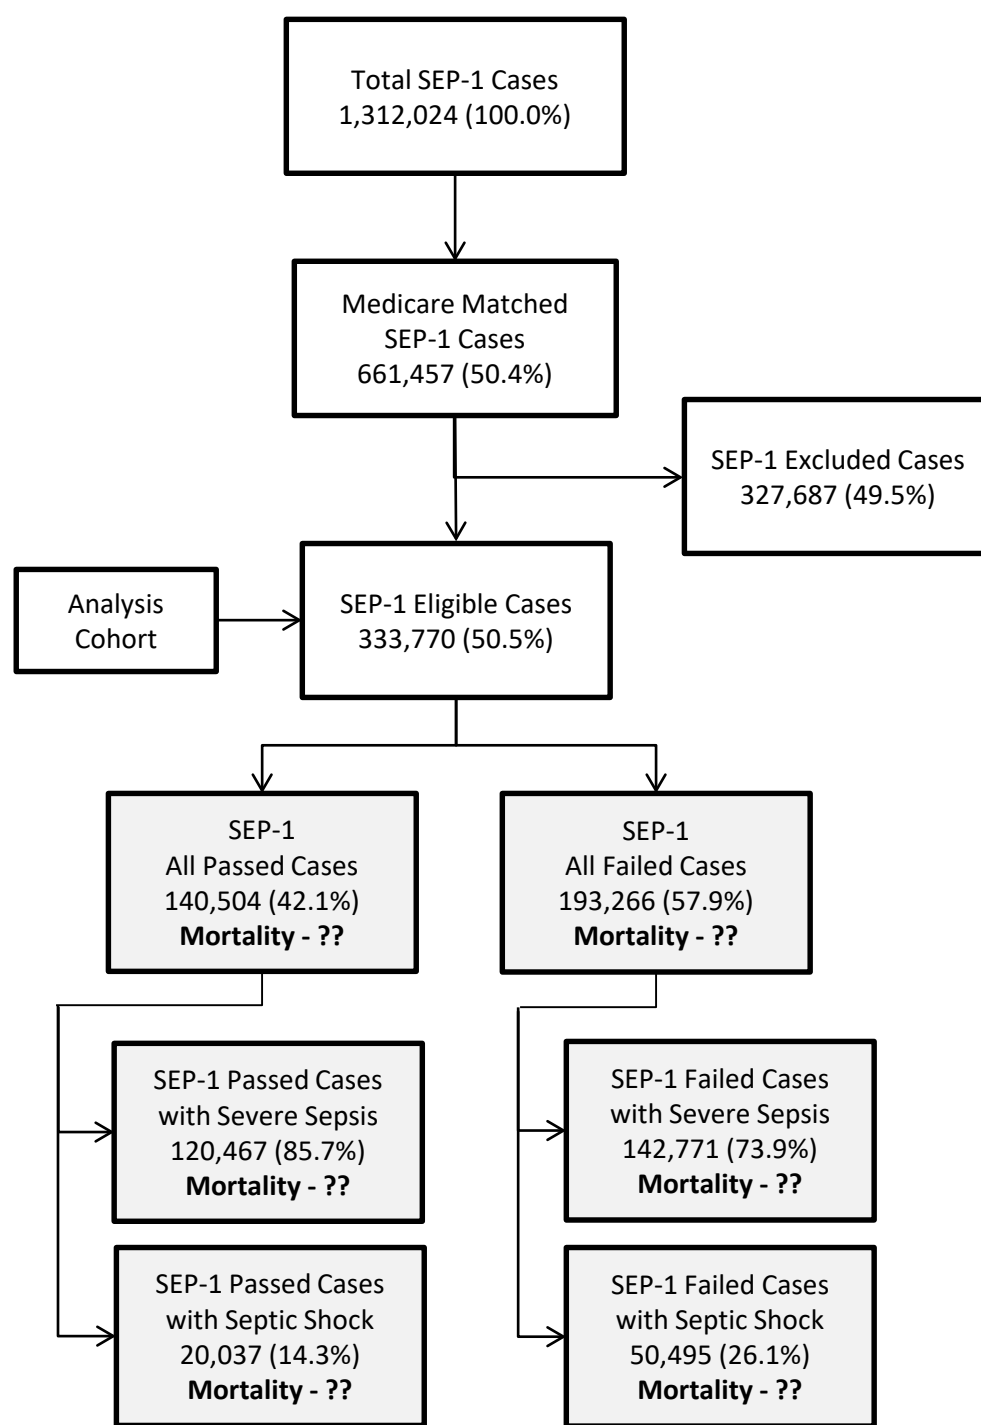 Total SEP-1 Cases
1,312,024 (100.0%)
Medicare Matched
SEP-1 Cases
661,457 (50.4%)
SEP-1 Excluded Cases
327,687 (49.5%)
Analysis
Cohort
SEP-1 Eligible Cases
333,770 (50.5%)
SEP-1
All Passed Cases
140,504 (42.1%)
Mortality - ??
SEP-1
All Failed Cases
193,266 (57.9%)
Mortality - ??
SEP-1 Passed Cases
with Severe Sepsis
120,467 (85.7%)
Mortality - ??
SEP-1 Failed Cases
with Severe Sepsis
142,771 (73.9%)
Mortality - ??
SEP-1 Passed Cases
with Septic Shock
20,037 (14.3%)
Mortality - ??
SEP-1 Failed Cases
with Septic Shock
50,495 (26.1%)
Mortality - ??